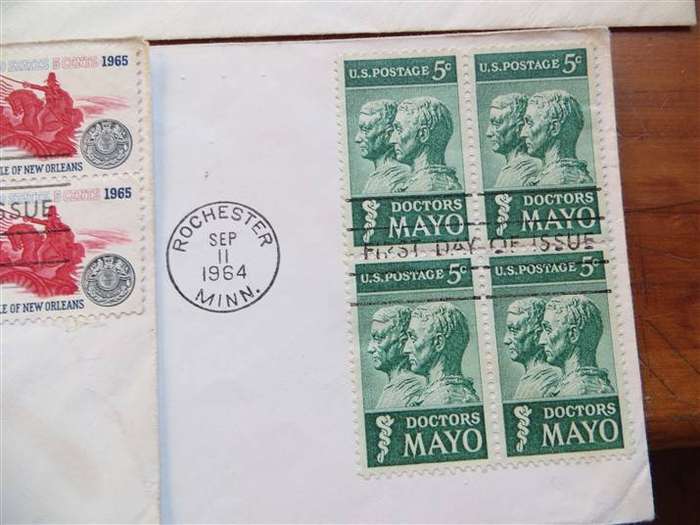 STATES 5 CENTS 1965
LE OF NEW ORLEANS
5 CENTS 1965
ISSUE
LE OF NEW ORLEANS
ROCHESTER
SEP
11
1964
MINN.
U.S. POSTAGE 5c
DOCTORS
MAYO
U.S. POSTAGE 5c
DOCTORS
MAYO
FIRST DAY OF ISSUE
U.S. POSTAGE 5c
DOCTORS
MAYO
U.S. POSTAGE 5c
DOCTORS
MAYO